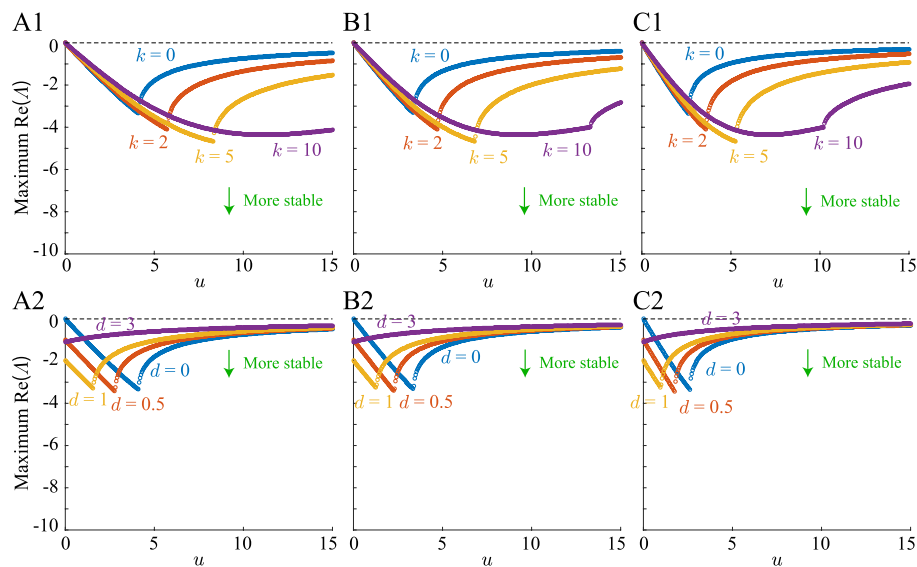 A1
B1
C1
Maximum Re(Λ)
0
-2
-4
-6
-8
-10
k = 0
k = 2
k = 5
k = 10
More stable
0
5
10
15
u
k = 0
k = 2
k = 5
k = 10
More stable
0
5
10
15
u
k = 0
k = 2
k = 5
k = 10
More stable
0
5
10
15
u
A2
B2
C2
Maximum Re(Λ)
0
-2
-4
-6
-8
-10
d = 3
d = 0
d = 1
d = 0.5
More stable
0
5
10
15
u
d = 3
d = 0
d = 1
d = 0.5
More stable
0
5
10
15
u
d = 3
d = 0
d = 1
d = 0.5
More stable
0
5
10
15
u